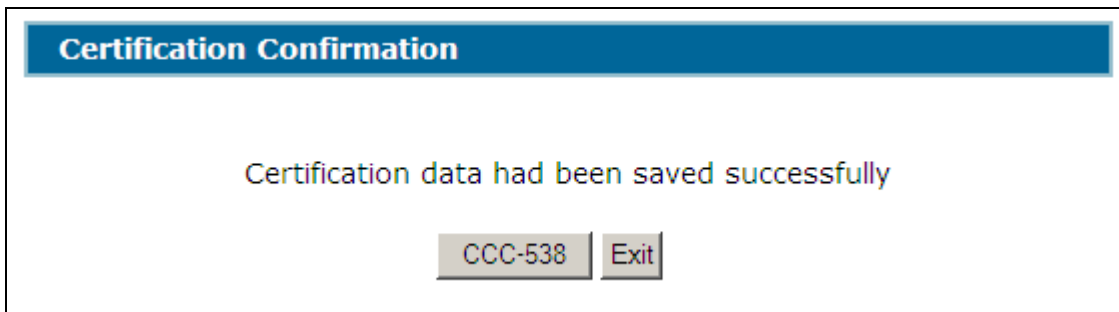 Certification Confirmation
Certification data had been saved successfully
CCC-538 Exit